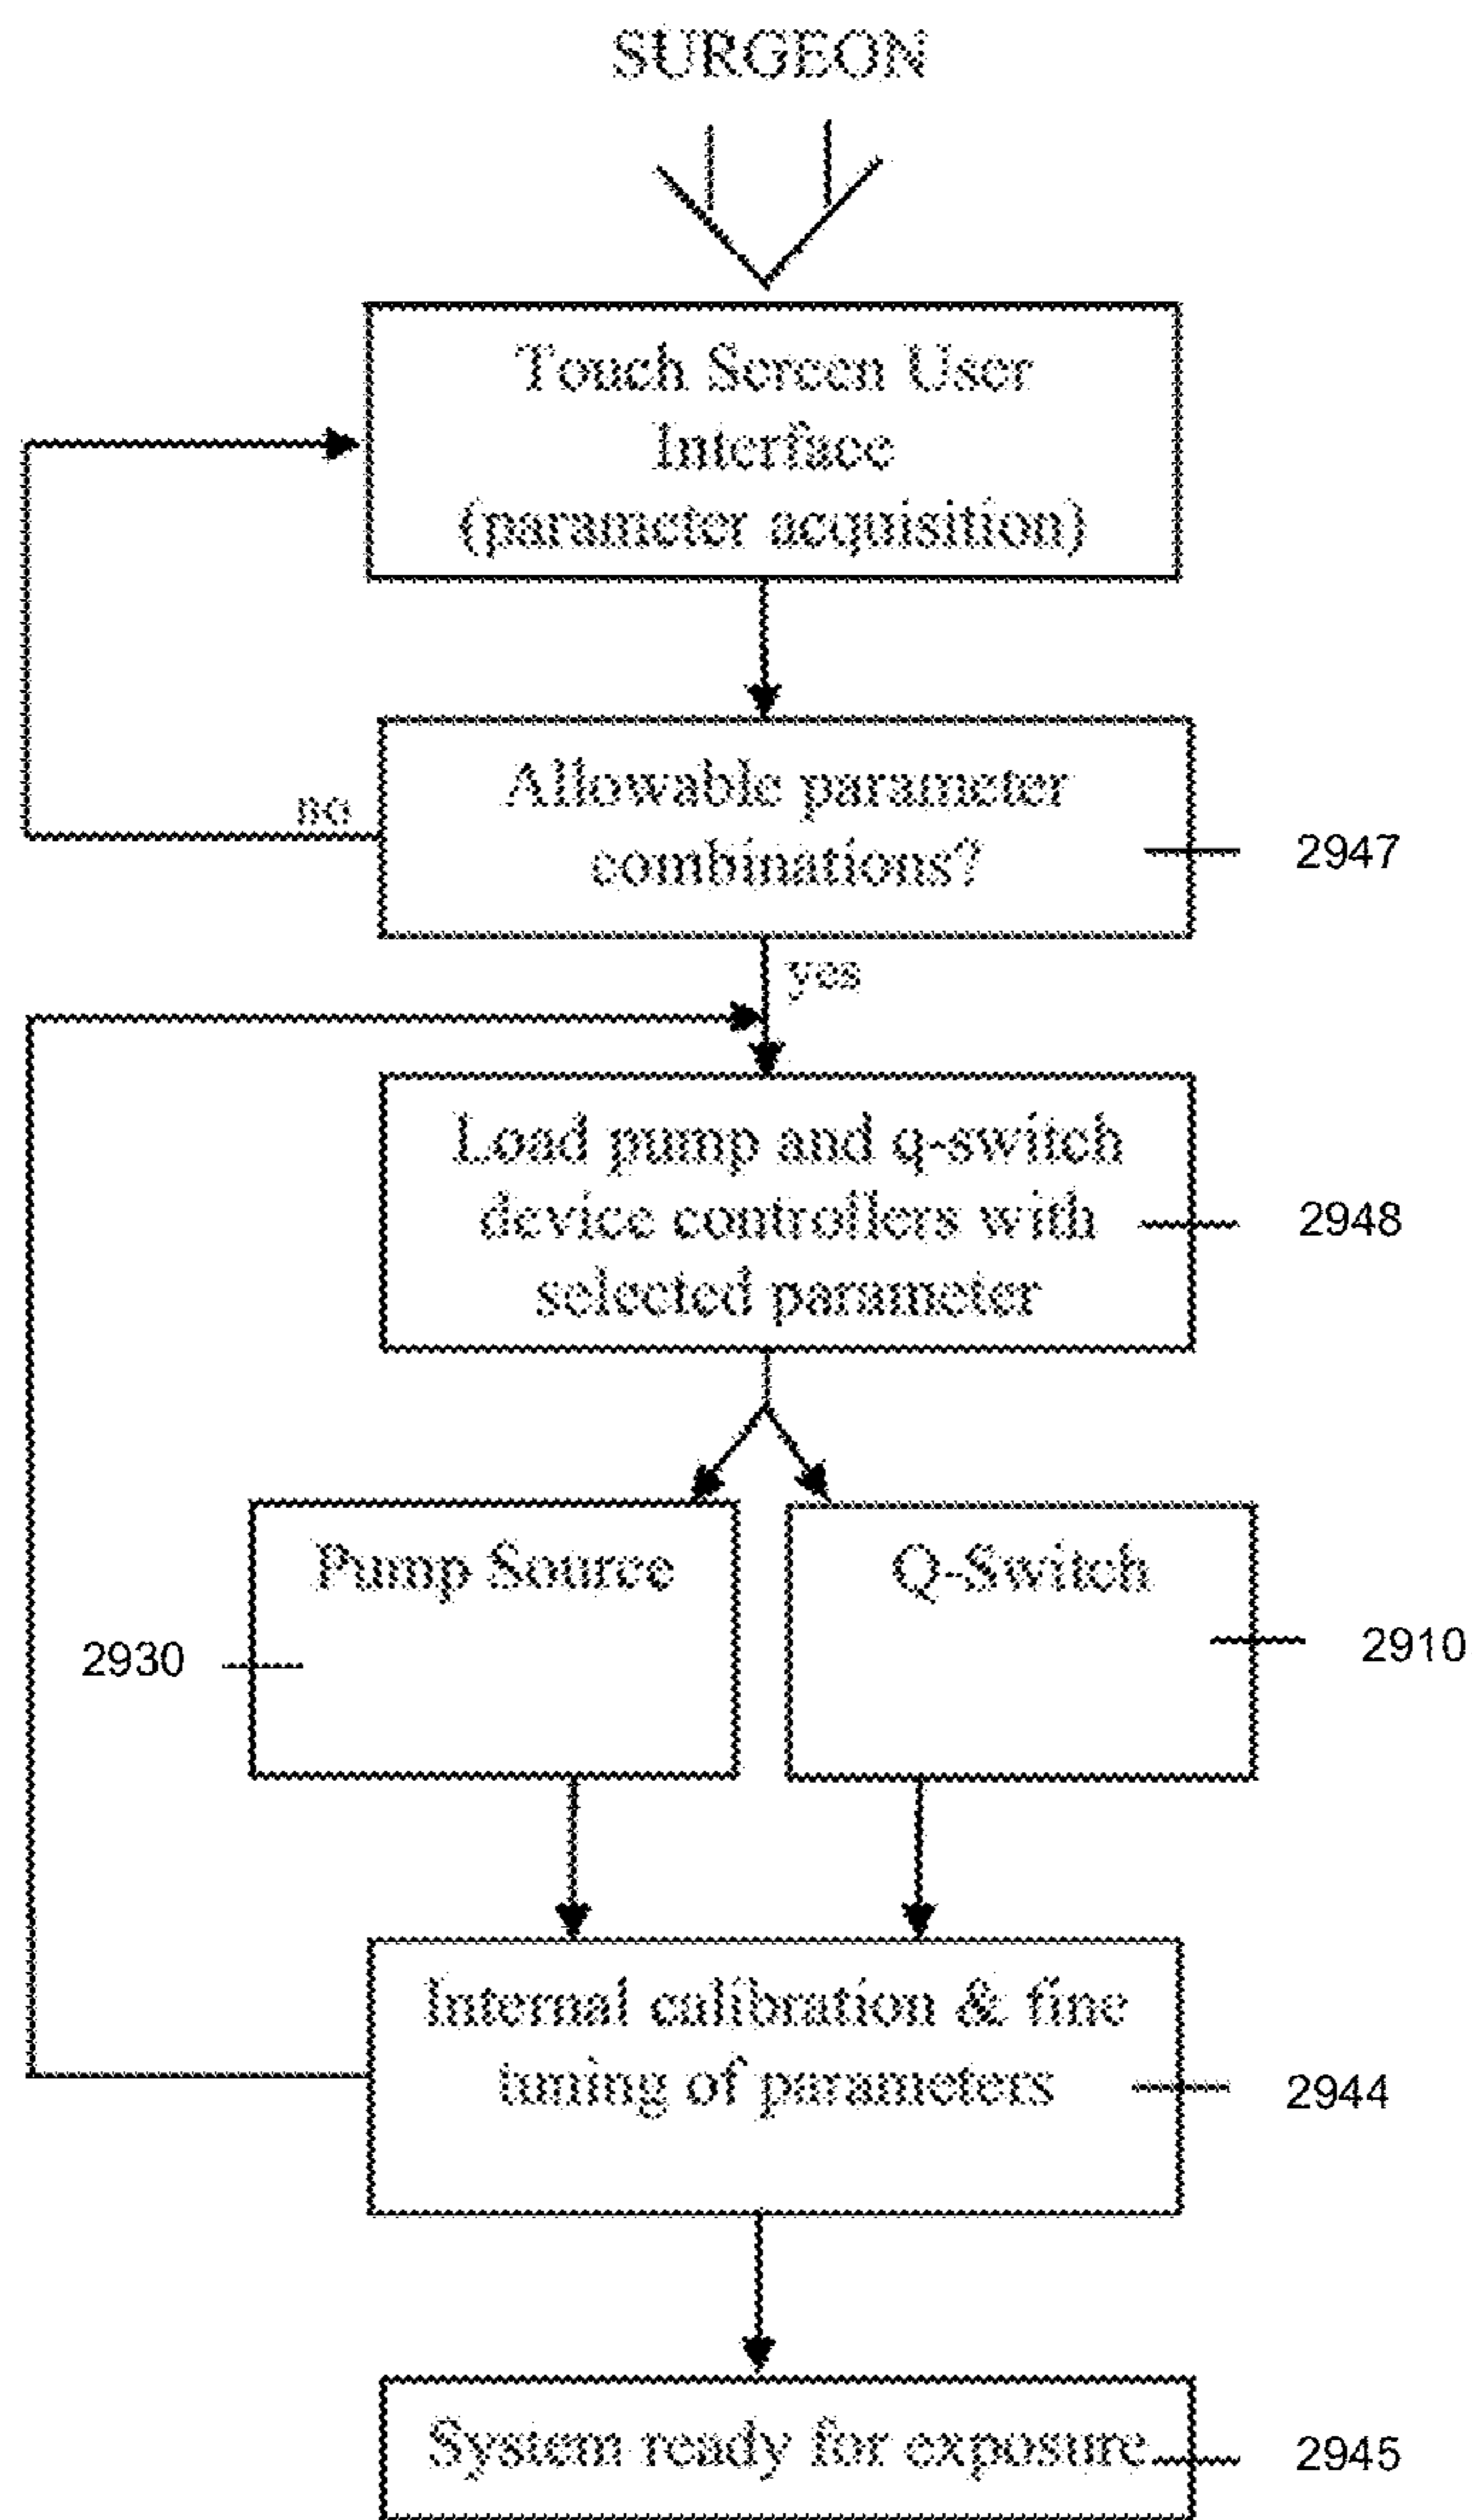 SURGEON
Touch Screen User
Interface
(parameter acquisition)
Allowable parameter
combinations?
2947
no
yes
Load pump and q-switch
device controllers with
selected parameter
2948
Pump Source
Q-Switch
2930
2910
Internal calibration & fine
tuning of parameters
2944
System ready for exposure
2945